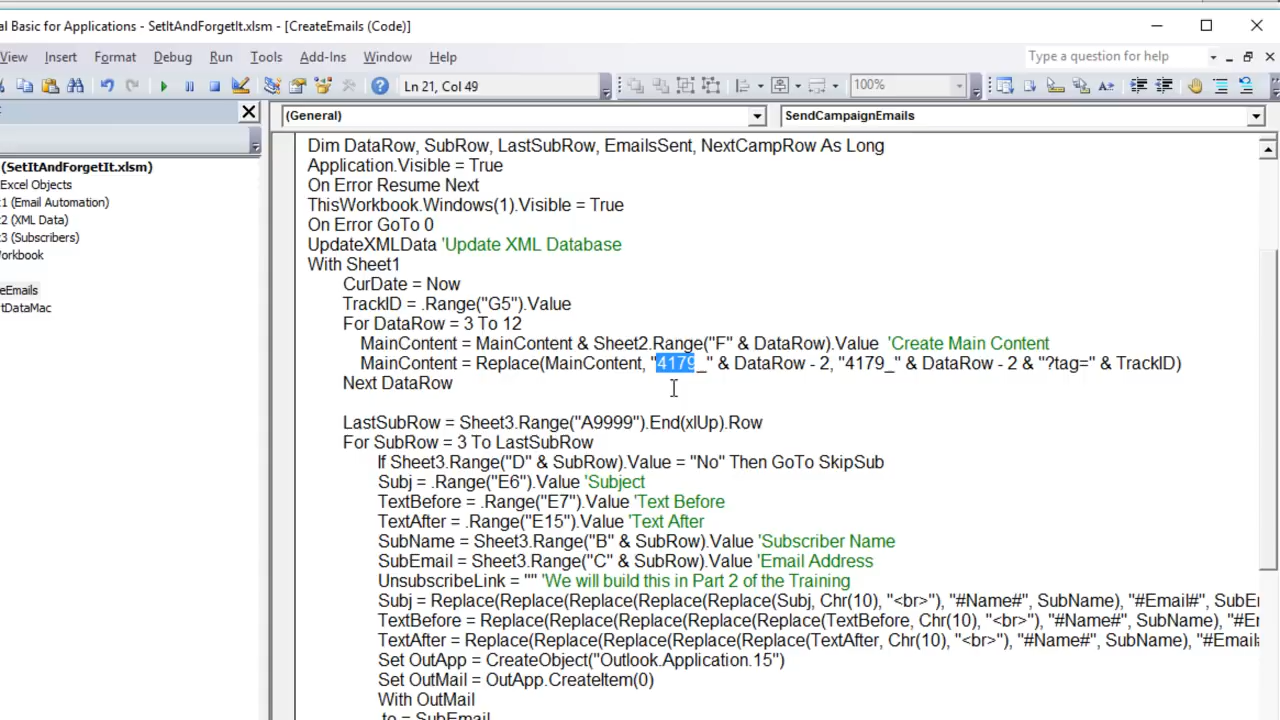 al Basic for Applications - SetItAndForgetIt.xlsm - [CreateEmails (Code)]
View Insert Format Debug Run Tools Add-Ins Window Help Type a question for help
Ln 21, Col 49 100%
(General) SendCampaignEmails
(SetItAndForgetIt.xlsm)
Excel Objects
t1 (Email Automation)
t2 (XML Data)
t3 (Subscribers)
Workbook
eEmails
tDataMac
Dim DataRow, SubRow, LastSubRow, EmailsSent, NextCampRow As Long
Application.Visible = True
On Error Resume Next
ThisWorkbook.Windows(1).Visible = True
On Error GoTo 0
UpdateXMLData 'Update XML Database
With Sheet1
CurDate = Now
TrackID = .Range("G5").Value
For DataRow = 3 To 12
MainContent = MainContent & Sheet2.Range("F" & DataRow).Value 'Create Main Content
MainContent = Replace(MainContent, "4179_" & DataRow - 2, "4179_" & DataRow - 2 & "?tag=" & TrackID)
Next DataRow
LastSubRow = Sheet3.Range("A9999").End(xlUp).Row
For SubRow = 3 To LastSubRow
If Sheet3.Range("D" & SubRow).Value = "No" Then GoTo SkipSub
Subj = .Range("E6").Value 'Subject
TextBefore = .Range("E7").Value 'Text Before
TextAfter = .Range("E15").Value 'Text After
SubName = Sheet3.Range("B" & SubRow).Value 'Subscriber Name
SubEmail = Sheet3.Range("C" & SubRow).Value 'Email Address
UnsubscribeLink = "" 'We will build this in Part 2 of the Training
Subj = Replace(Replace(Replace(Replace(Replace(Subj, Chr(10), "<br>"), "#Name#", SubName), "#Email#", SubEr
TextBefore = Replace(Replace(Replace(Replace(Replace(TextBefore, Chr(10), "<br>"), "#Name#", SubName), "#E
TextAfter = Replace(Replace(Replace(Replace(Replace(TextAfter, Chr(10), "<br>"), "#Name#", SubName), "#Email
Set OutApp = CreateObject("Outlook.Application.15")
Set OutMail = OutApp.CreateItem(0)
With OutMail
.to = SubEmail